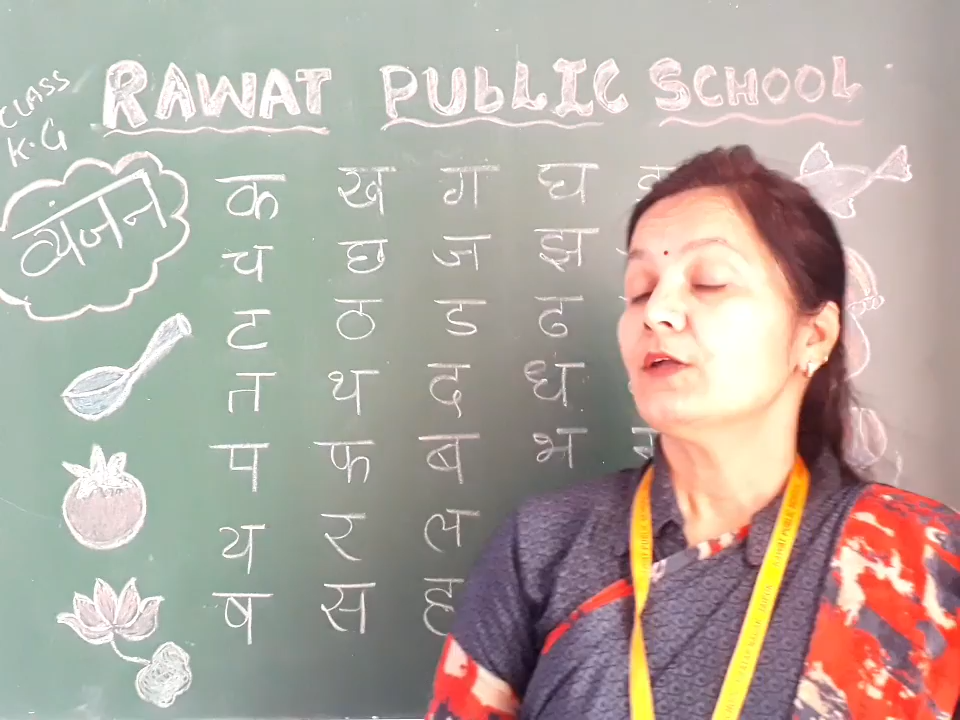 RAWAT PUBLIC SCHOOL
CLASS
K.G
व्यंजन
क ख ग घ
च छ ज झ
ट ठ ड ढ
त थ द ध
प फ ब भ
य र ल
ष स ह